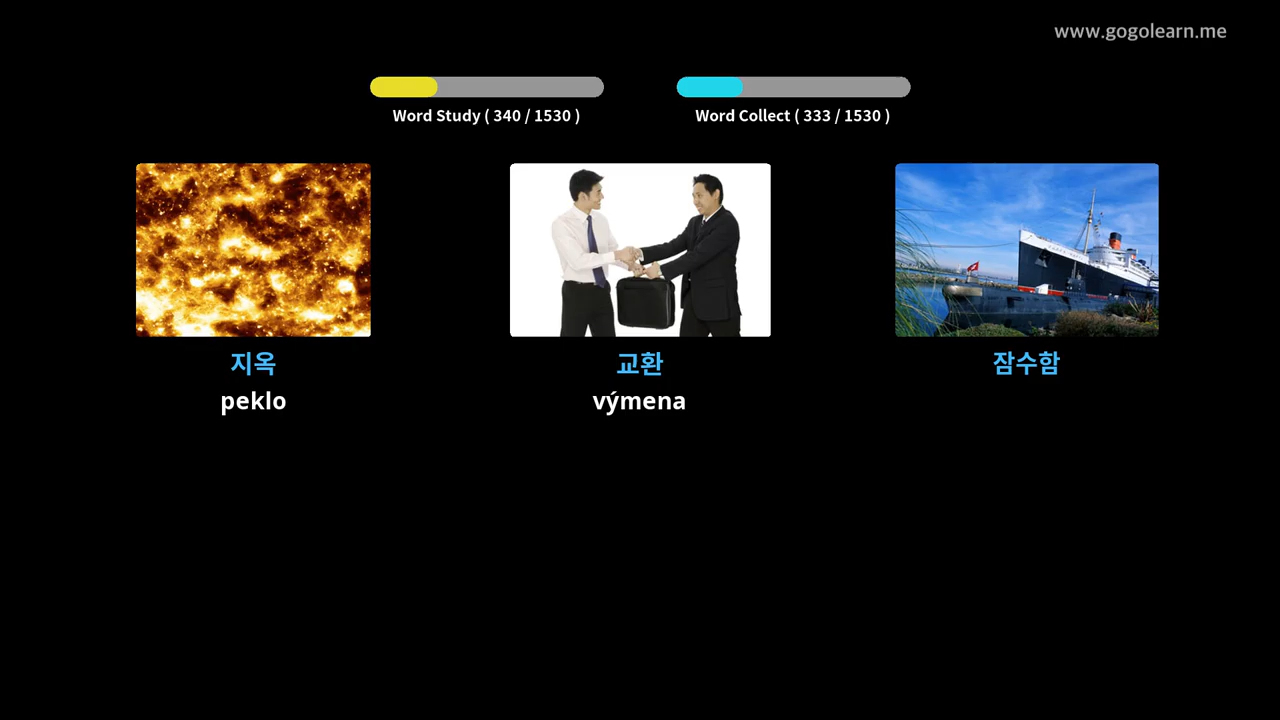 www.gogolearn.me
Word Study ( 340 / 1530 )
Word Collect ( 333 / 1530 )
지옥
peklo
교환
výmena
잠수함